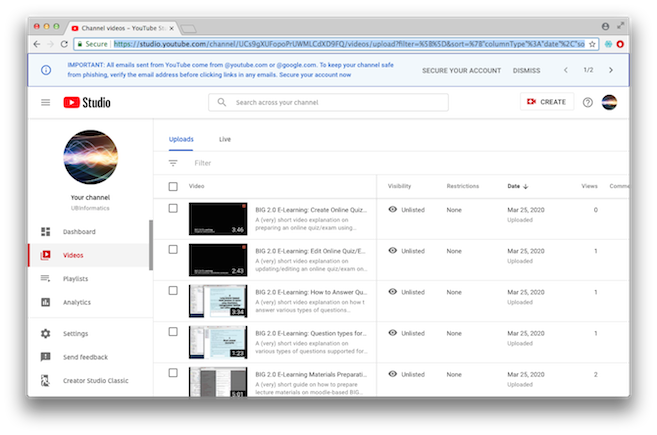 Channel videos - YouTube St
Secure
https://studio.youtube.com/channel/UCs9gXUFopoPrUWMLCdXD9FQ/videos/upload?filter=%5B%5D&sort=%7B"columnType"%3A"date"%2C"so
IMPORTANT: All emails sent from YouTube come from @youtube.com or @google.com. To keep your channel safe
from phishing, verify the email address before clicking links in any emails. Secure your account now
SECURE YOUR ACCOUNT
DISMISS
1/2
Studio
Search across your channel
CREATE
Your channel
UBInformatics
Dashboard
Videos
Playlists
Analytics
Settings
Send feedback
Creator Studio Classic
Uploads
Live
Filter
Video
Visibility
Restrictions
Date
Views
Comme
3:46
BIG 2.0 E-Learning: Create Online Quiz...
A (very) short video explanation on
preparing an online quiz/exam using...
Unlisted
None
Mar 25, 2020
Uploaded
0
2:43
BIG 2.0 E-Learning: Edit Online Quiz/E...
A (very) short video explanation on
updating/editing an online quiz/exam on...
Unlisted
None
Mar 25, 2020
Uploaded
1
3:34
BIG 2.0 E-Learning: How to Answer Qu...
A (very) short video explanation on how t
answer various types of questions...
Unlisted
None
Mar 25, 2020
Uploaded
1
1:23
BIG 2.0 E-Learning: Question types for...
A (very) short video explanation on
various types of questions supported for...
Unlisted
None
Mar 25, 2020
Uploaded
1
5:01
BIG 2.0 E-Learning Materials Preparati...
A (very) short guide on how to prepare
lecture materials on moodle-based BIG...
Unlisted
None
Mar 25, 2020
Uploaded
2